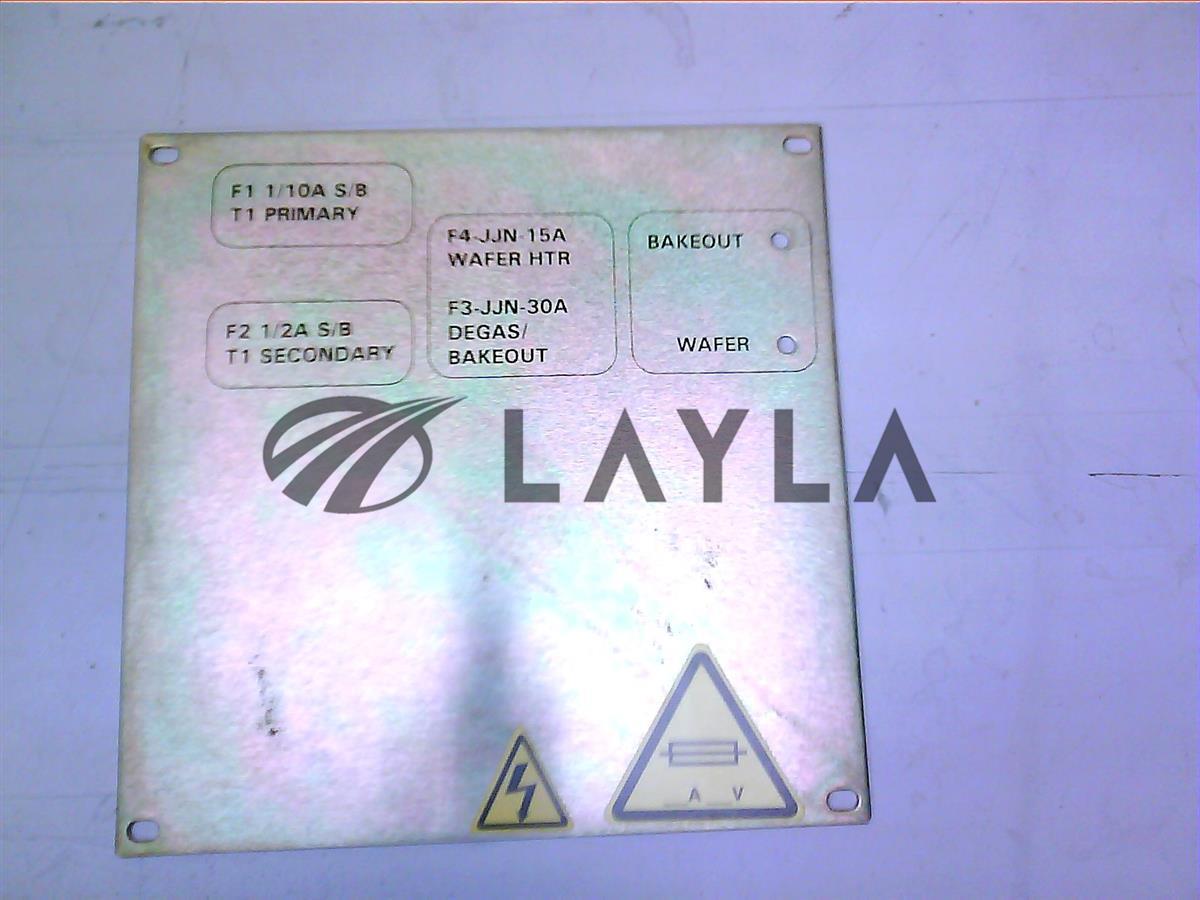 F1 1/10A S/B
T1 PRIMARY
F4-JJN-15A
WAFER HTR
F3-JJN-30A
DEGAS/
BAKEOUT
BAKEOUT
WAFER
F2 1/2A S/B
T1 SECONDARY
LAYLA
__A__V